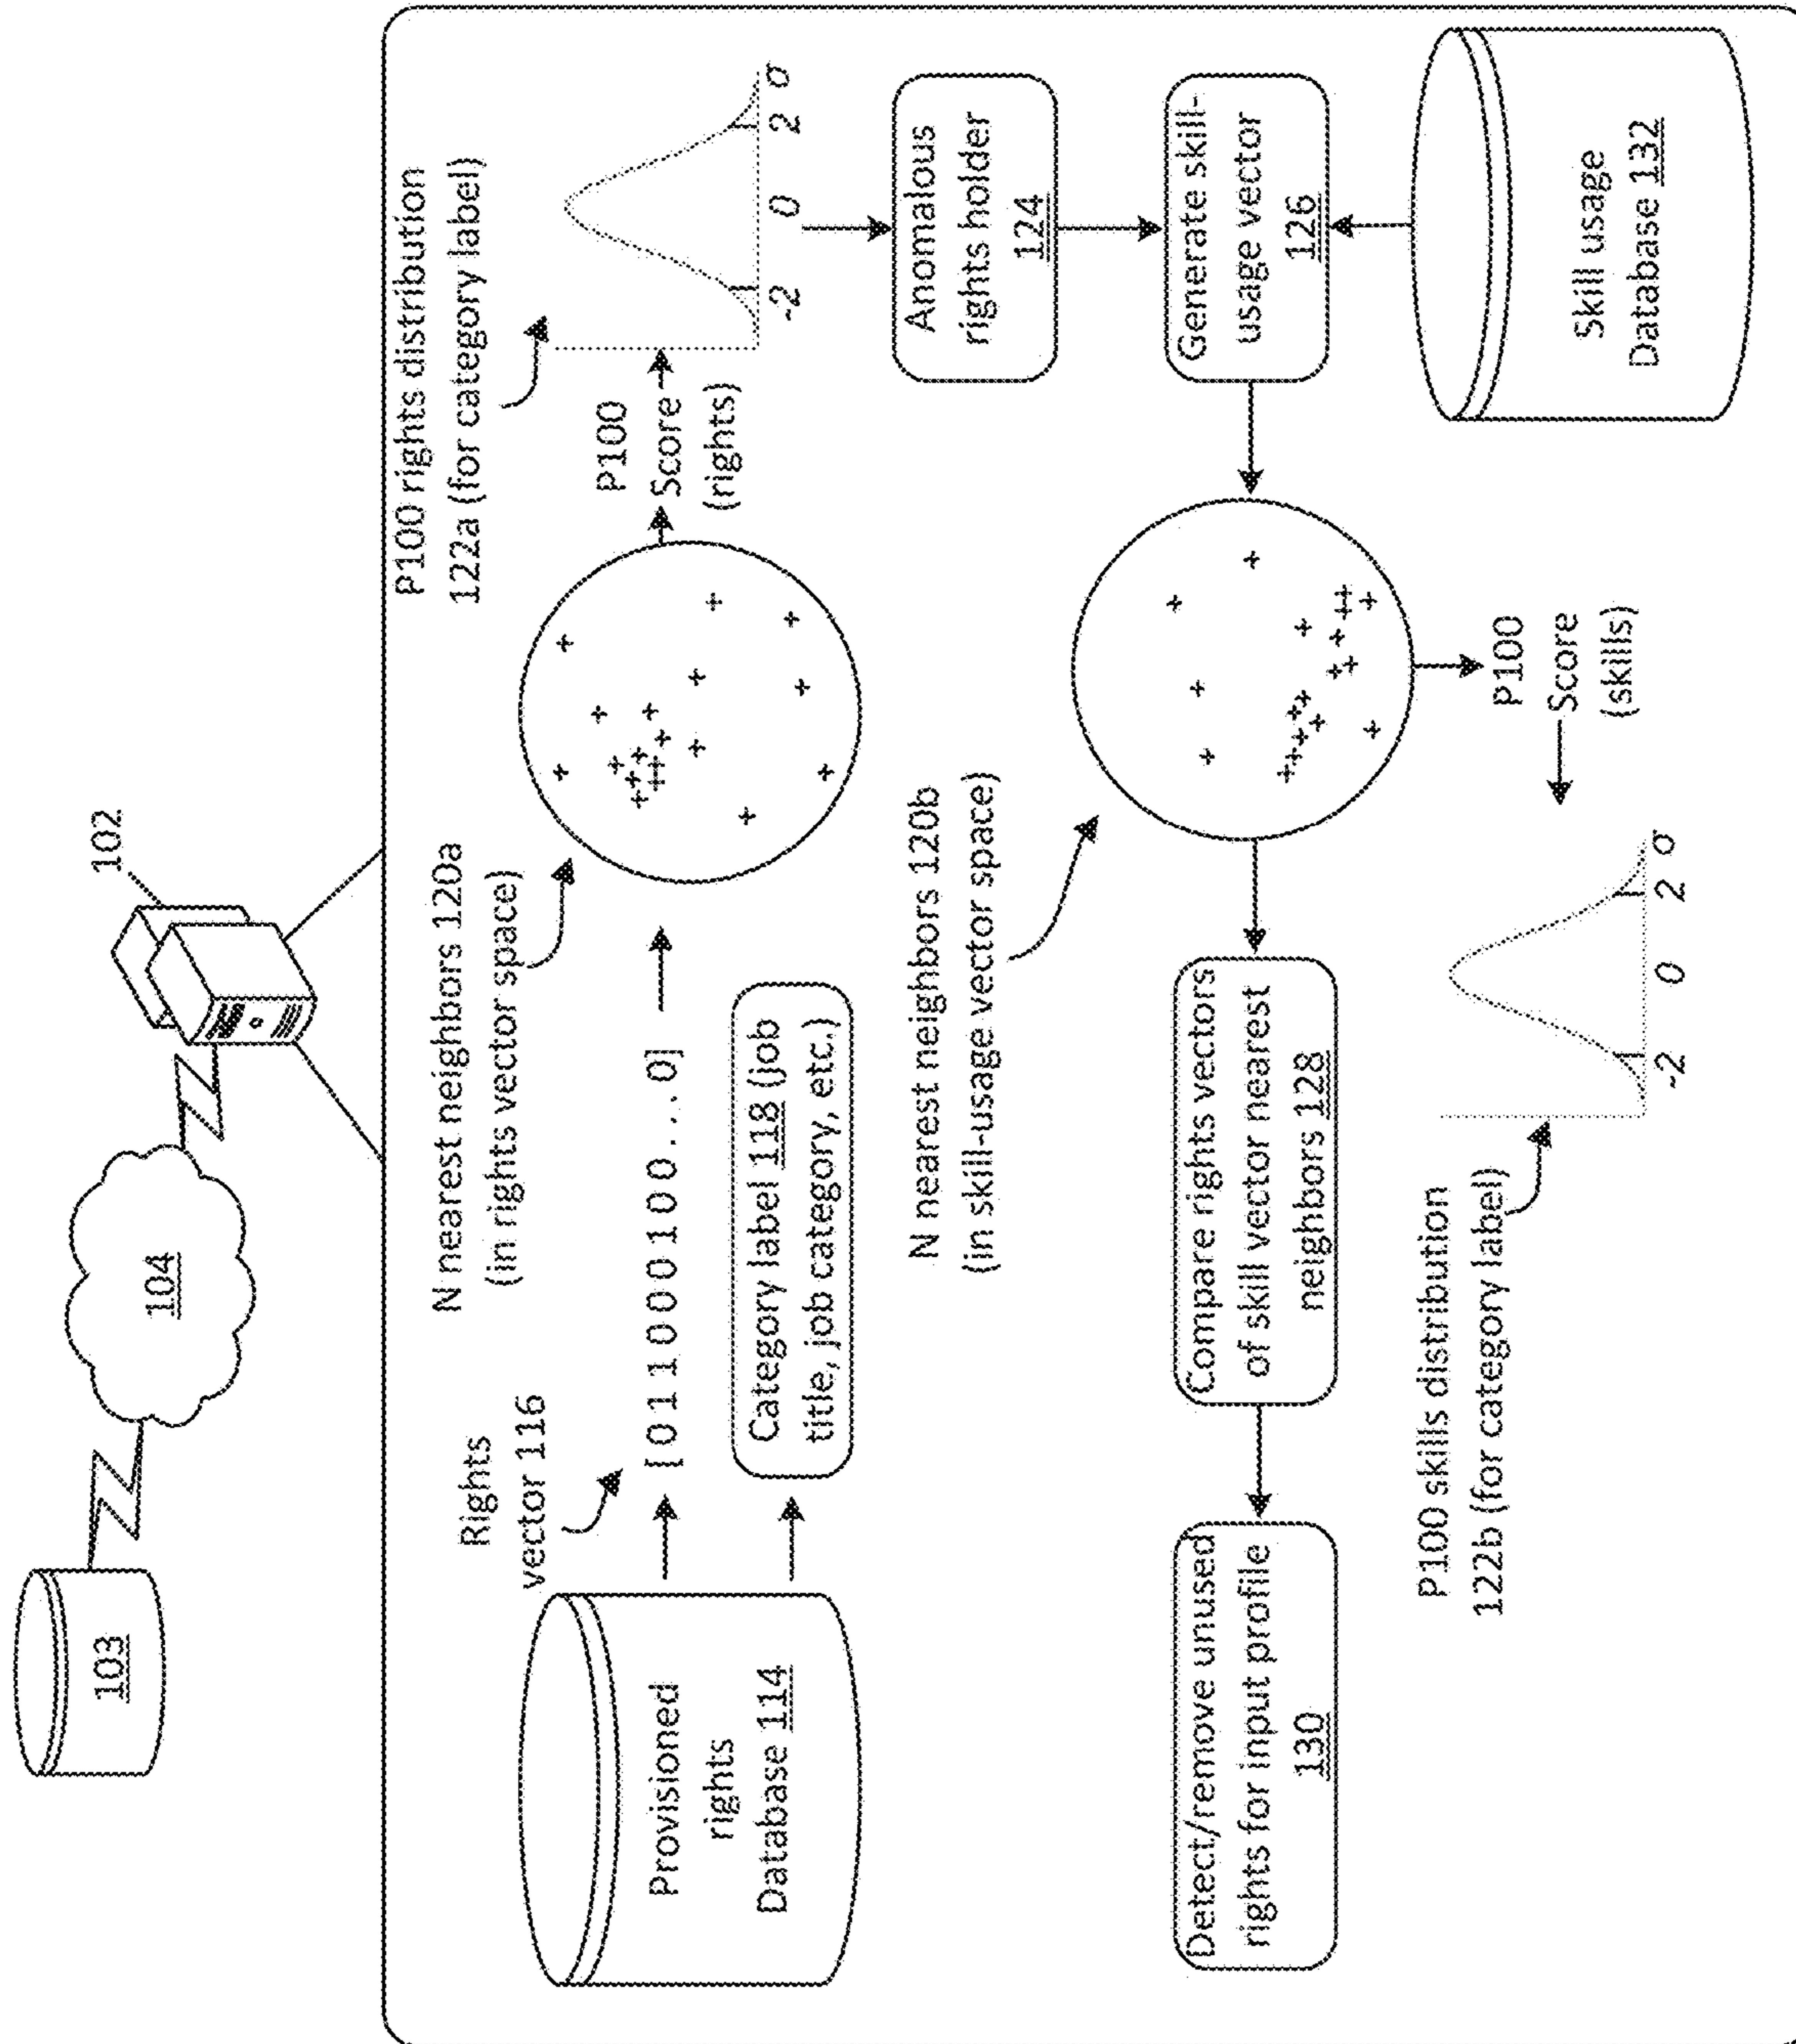 103
104
102
Provisioned
rights
Database 114
Rights
vector 116
[0 1 1 0 0 0 1 0 0 . . . 0]
Category label 118 (job
title, job category, etc.)
N nearest neighbors 120a
(in rights vector space)
P100
Score
(rights)
P100 rights distribution
122a (for category label)
-2 0 2 σ
Anomalous
rights holder
124
Generate skill-
usage vector
126
Skill usage
Database 132
N nearest neighbors 120b
(in skill-usage vector space)
P100
Score
(skills)
P100 skills distribution
122b (for category label)
-2 0 2 σ
Compare rights vectors
of skill vector nearest
neighbors 128
Detect/remove unused
rights for input profile
130